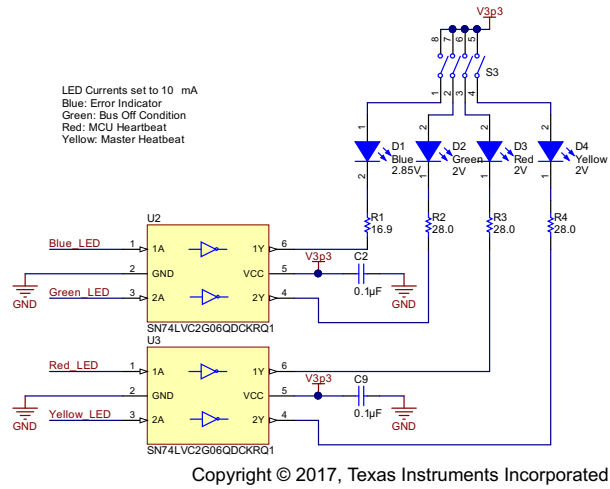 V3p3
8
7
6
5
S3
1
2
3
4
LED Currents set to 10 mA
Blue: Error Indicator
Green: Bus Off Condition
Red: MCU Heartbeat
Yellow: Master Heatbeat
1
2
1
1
D1
Blue
2.85V
D2
Green
2V
D3
Red
2V
D4
Yellow
2V
2
1
1
1
R1
16.9
R2
28.0
R3
28.0
R4
28.0
U2
Blue_LED
1
1A
1Y
6
2
GND
VCC
5
V3p3
C2
0.1µF
GND
GND
Green_LED
3
2A
2Y
4
SN74LVC2G06QDCKRQ1
U3
Red_LED
1
1A
1Y
6
2
GND
VCC
5
V3p3
C9
0.1µF
GND
GND
Yellow_LED
3
2A
2Y
4
SN74LVC2G06QDCKRQ1
Copyright © 2017, Texas Instruments Incorporated